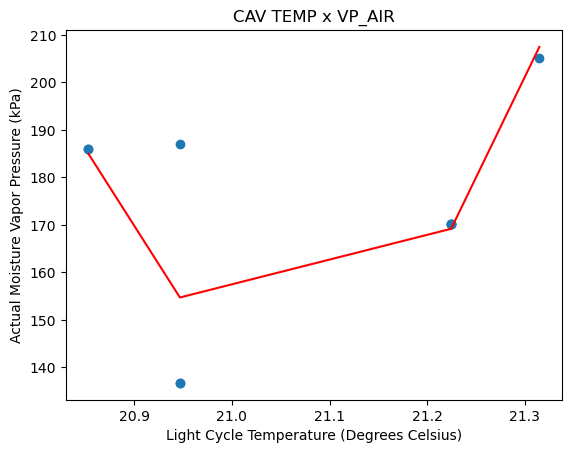 CAV TEMP x VP_AIR
210
200
190
180
170
160
150
140
Actual Moisture Vapor Pressure (kPa)
20.9 21.0 21.1 21.2 21.3
Light Cycle Temperature (Degrees Celsius)